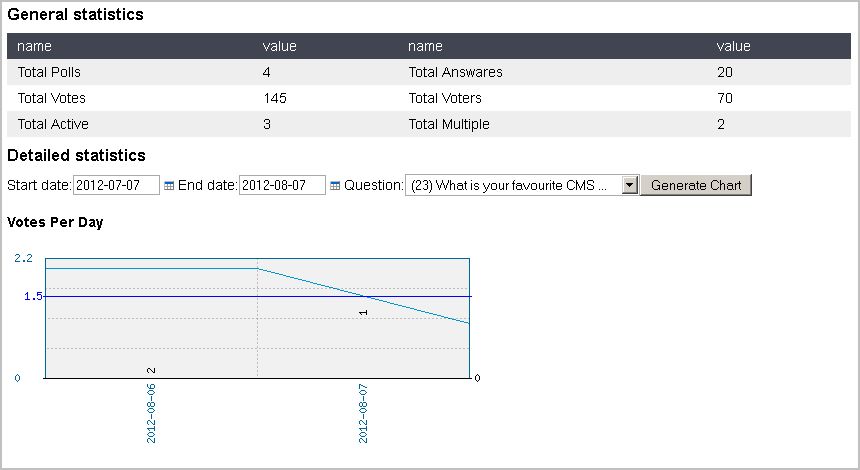 General statistics
name value name value
Total Polls 4 Total Answares 20
Total Votes 145 Total Voters 70
Total Active 3 Total Multiple 2
Detailed statistics
Start date: 2012-07-07 End date: 2012-08-07 Question: (23) What is your favourite CMS ... Generate Chart
Votes Per Day
2.2
1.5
1
2
0 0
2012-08-06 2012-08-07